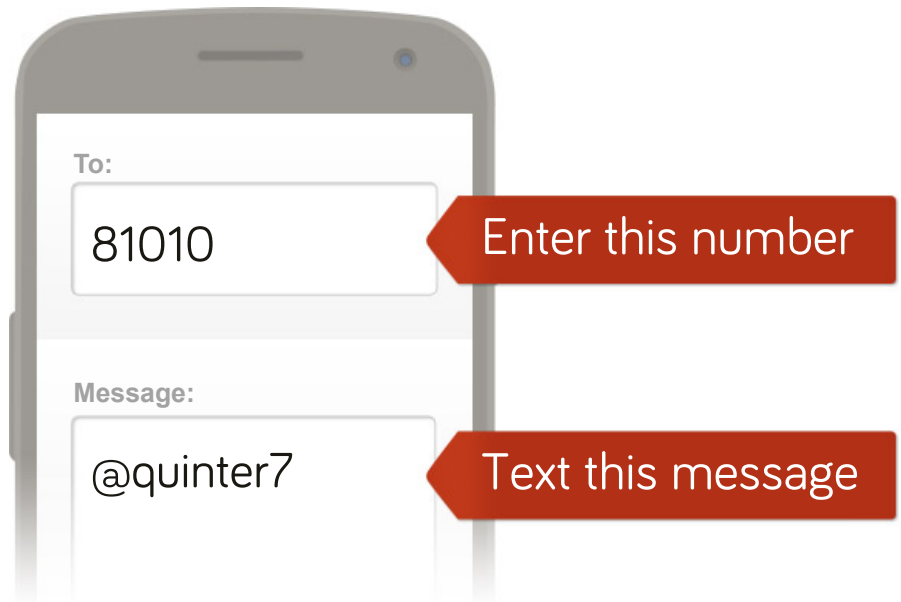 To:
81010
Enter this number
Message:
@quinter7
Text this message